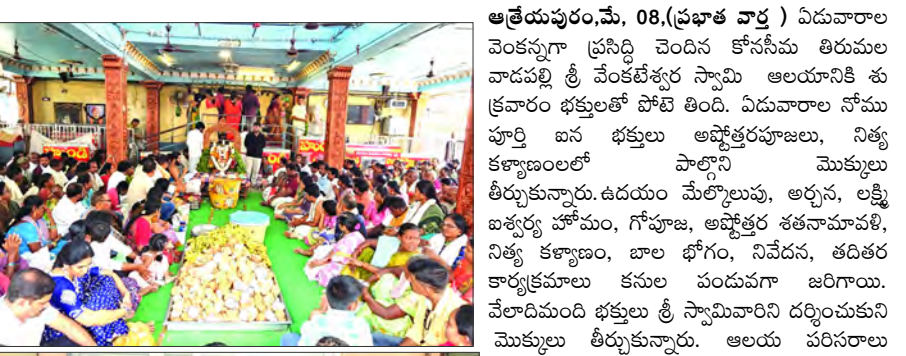 ఆత్రేయపురం,మే, 08,(ప్రభాత వార్త ) ఏడువారాల
వెంకన్నగా ప్రసిద్ధి చెందిన కోనసీమ తిరుమల
వాడపల్లి శ్రీ వేంకటేశ్వర స్వామి ఆలయానికి శు
క్రవారం భక్తులతో పోటె త్తింది. ఏడువారాల నోము
పూర్తి ఐన భక్తులు అష్టోత్తరపూజలు, నిత్య
కళ్యాణంలలో పాల్గొని మొక్కులు
తీర్చుకున్నారు.ఉదయం మేల్కొలుపు, అర్చన, లక్ష్మి
ఐశ్వర్య హోమం, గోపూజ, అష్టోత్తర శతనామావళి,
నిత్య కళ్యాణం, బాల భోగం, నివేదన, తదితర
కార్యక్రమాలు కనుల పండువగా జరిగాయి.
వేలాదిమంది భక్తులు శ్రీ స్వామివారిని దర్శించుకుని
మొక్కులు తీర్చుకున్నారు. ఆలయ పరిసరాలు